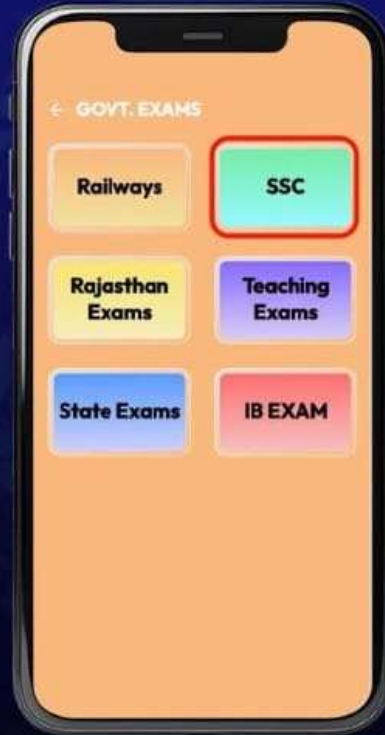 ← GOVT. EXAMS
Railways
SSC
Rajasthan
Exams
Teaching
Exams
State Exams
IB EXAM